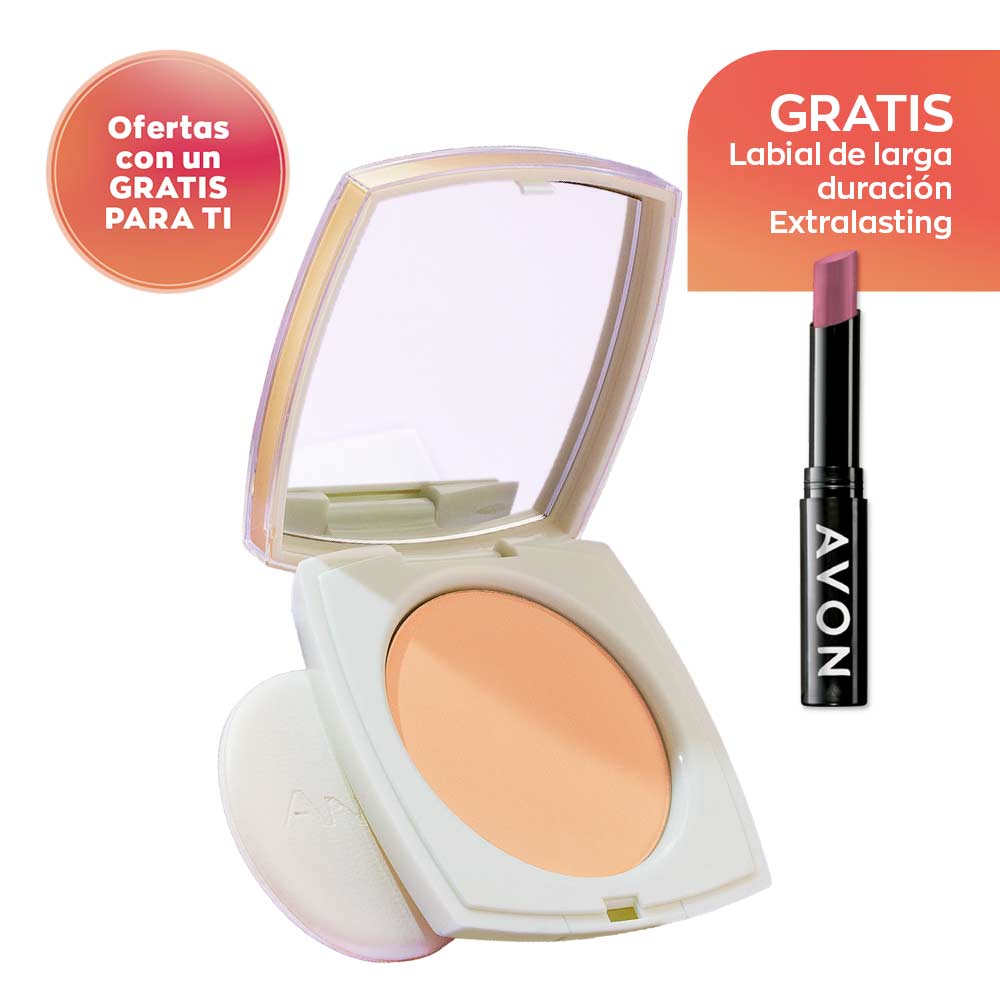 Ofertas
con un
GRATIS
PARA TI
GRATIS
Labial de larga
duración
Extralasting
AVON